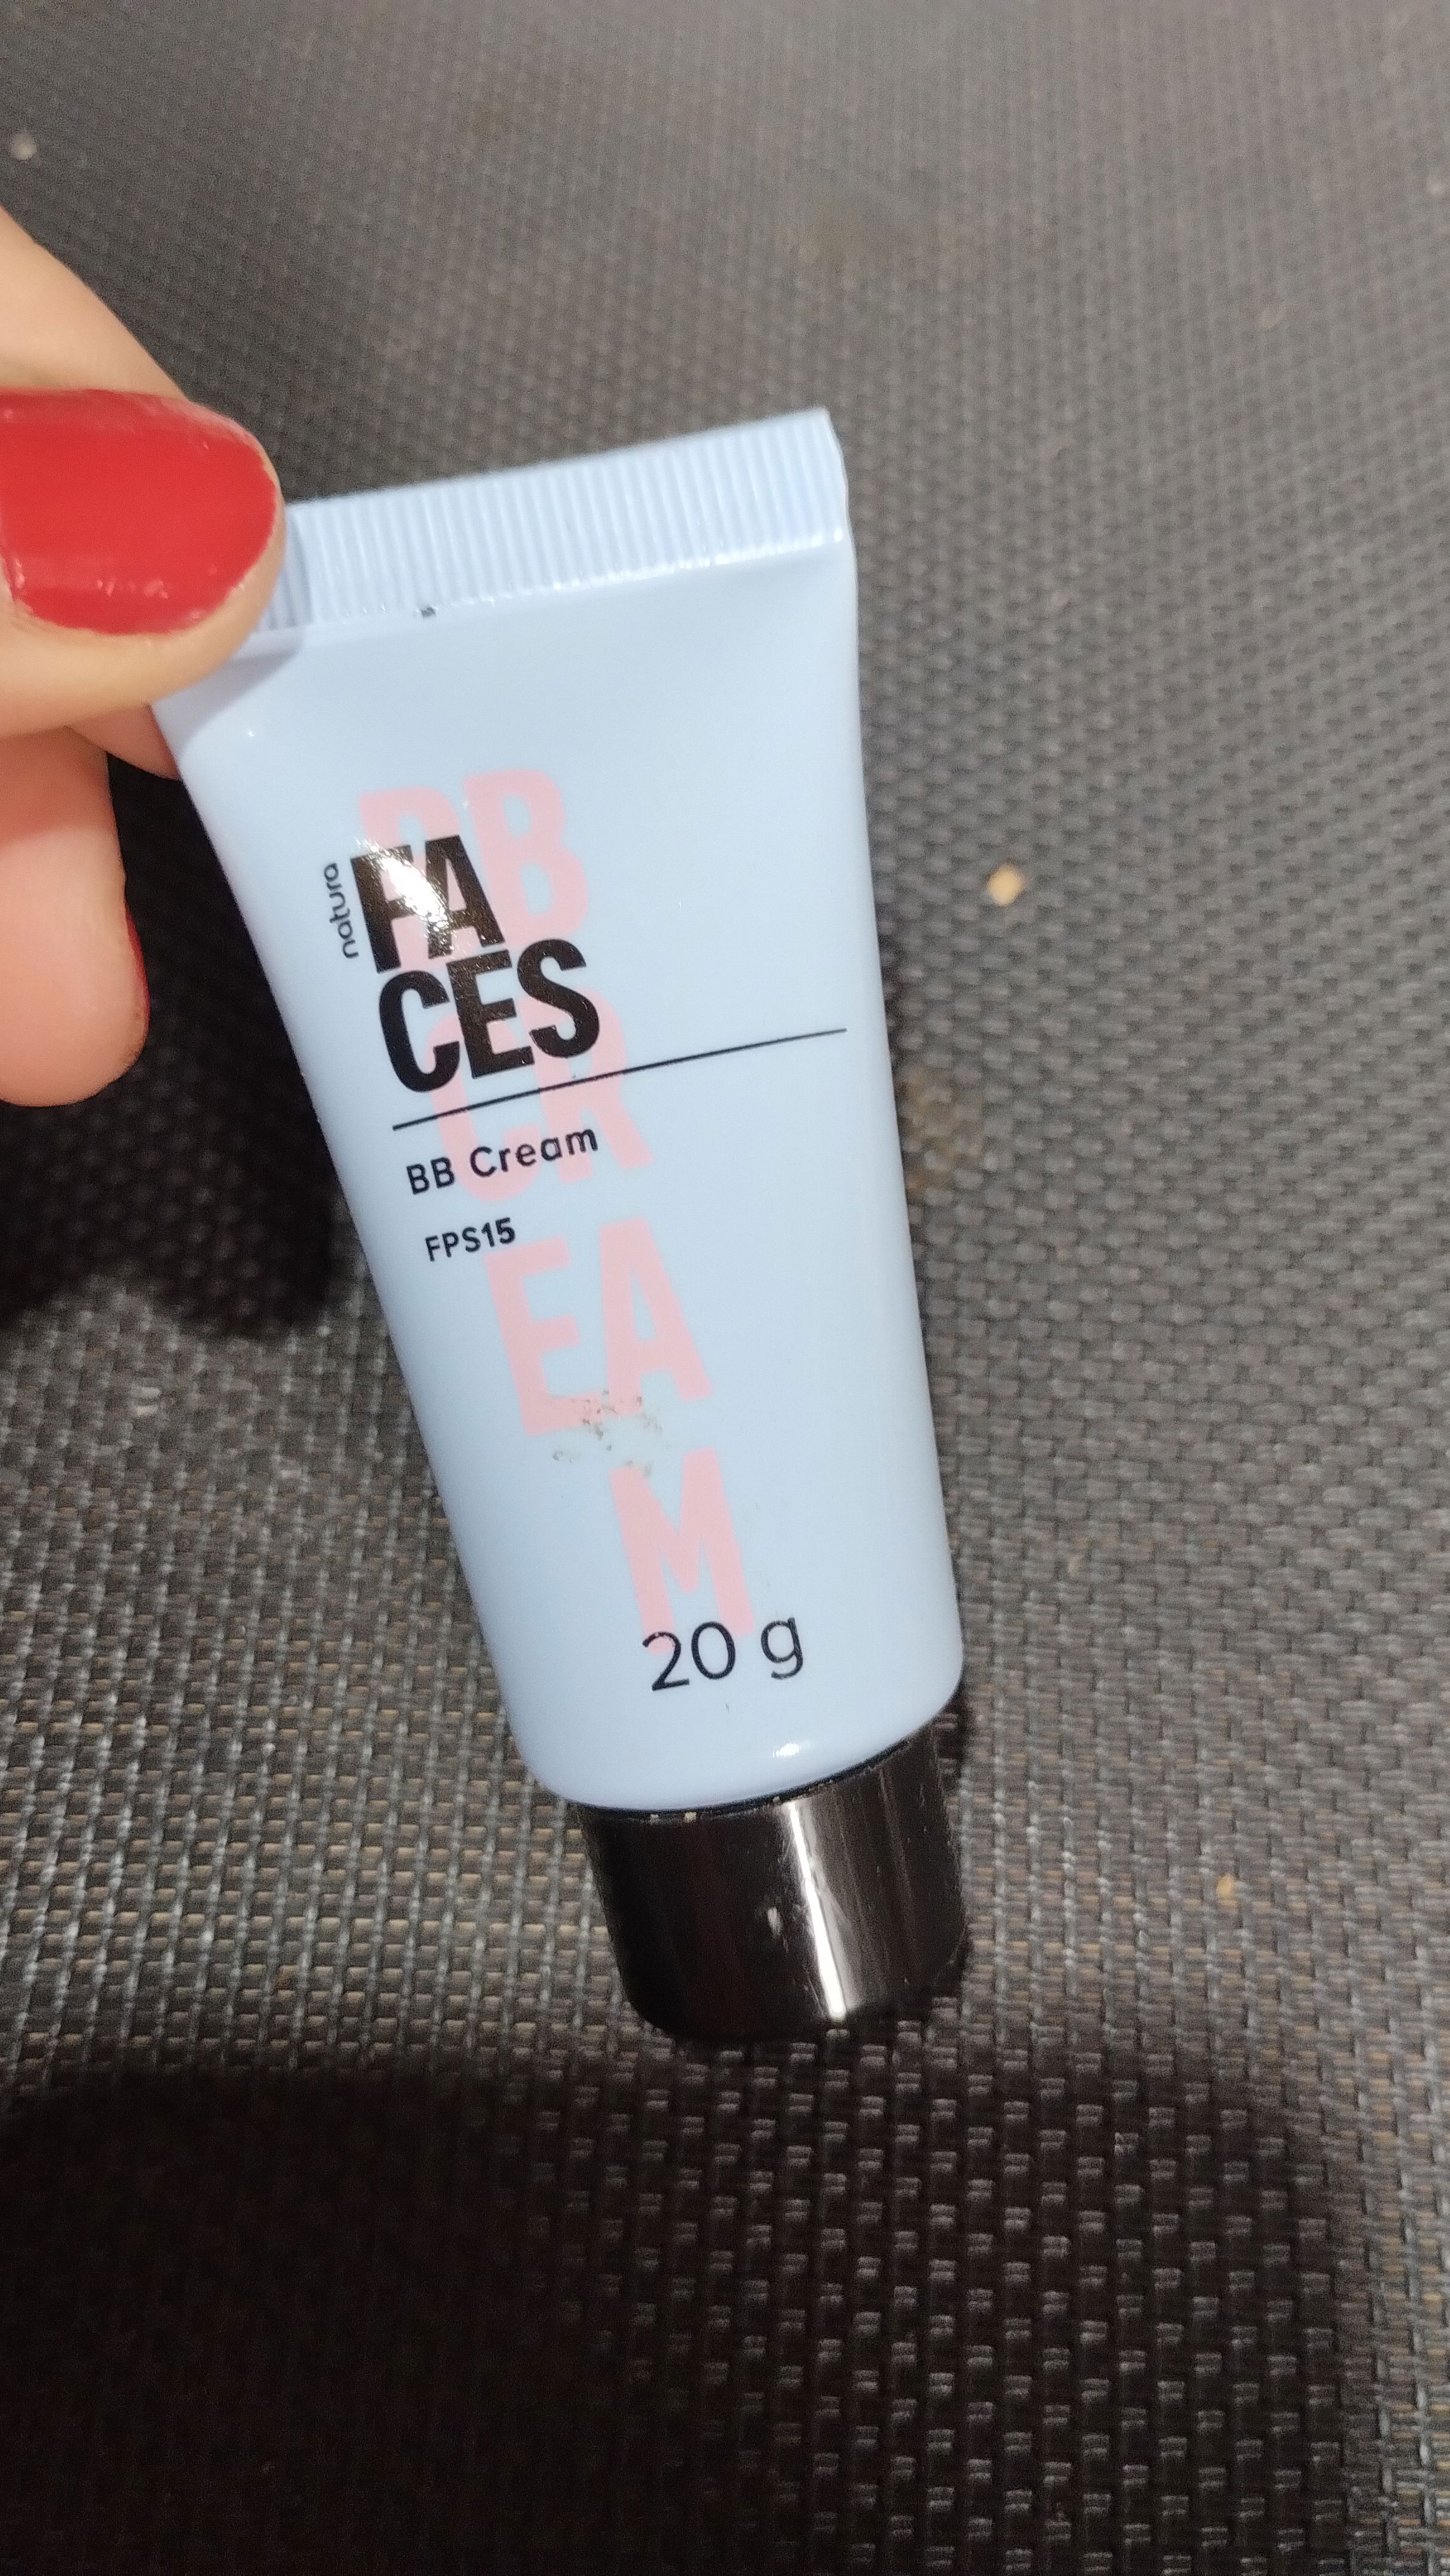 natura
FA
CES
BB Cream
FPS15
BB
CR
EA
M
20 g